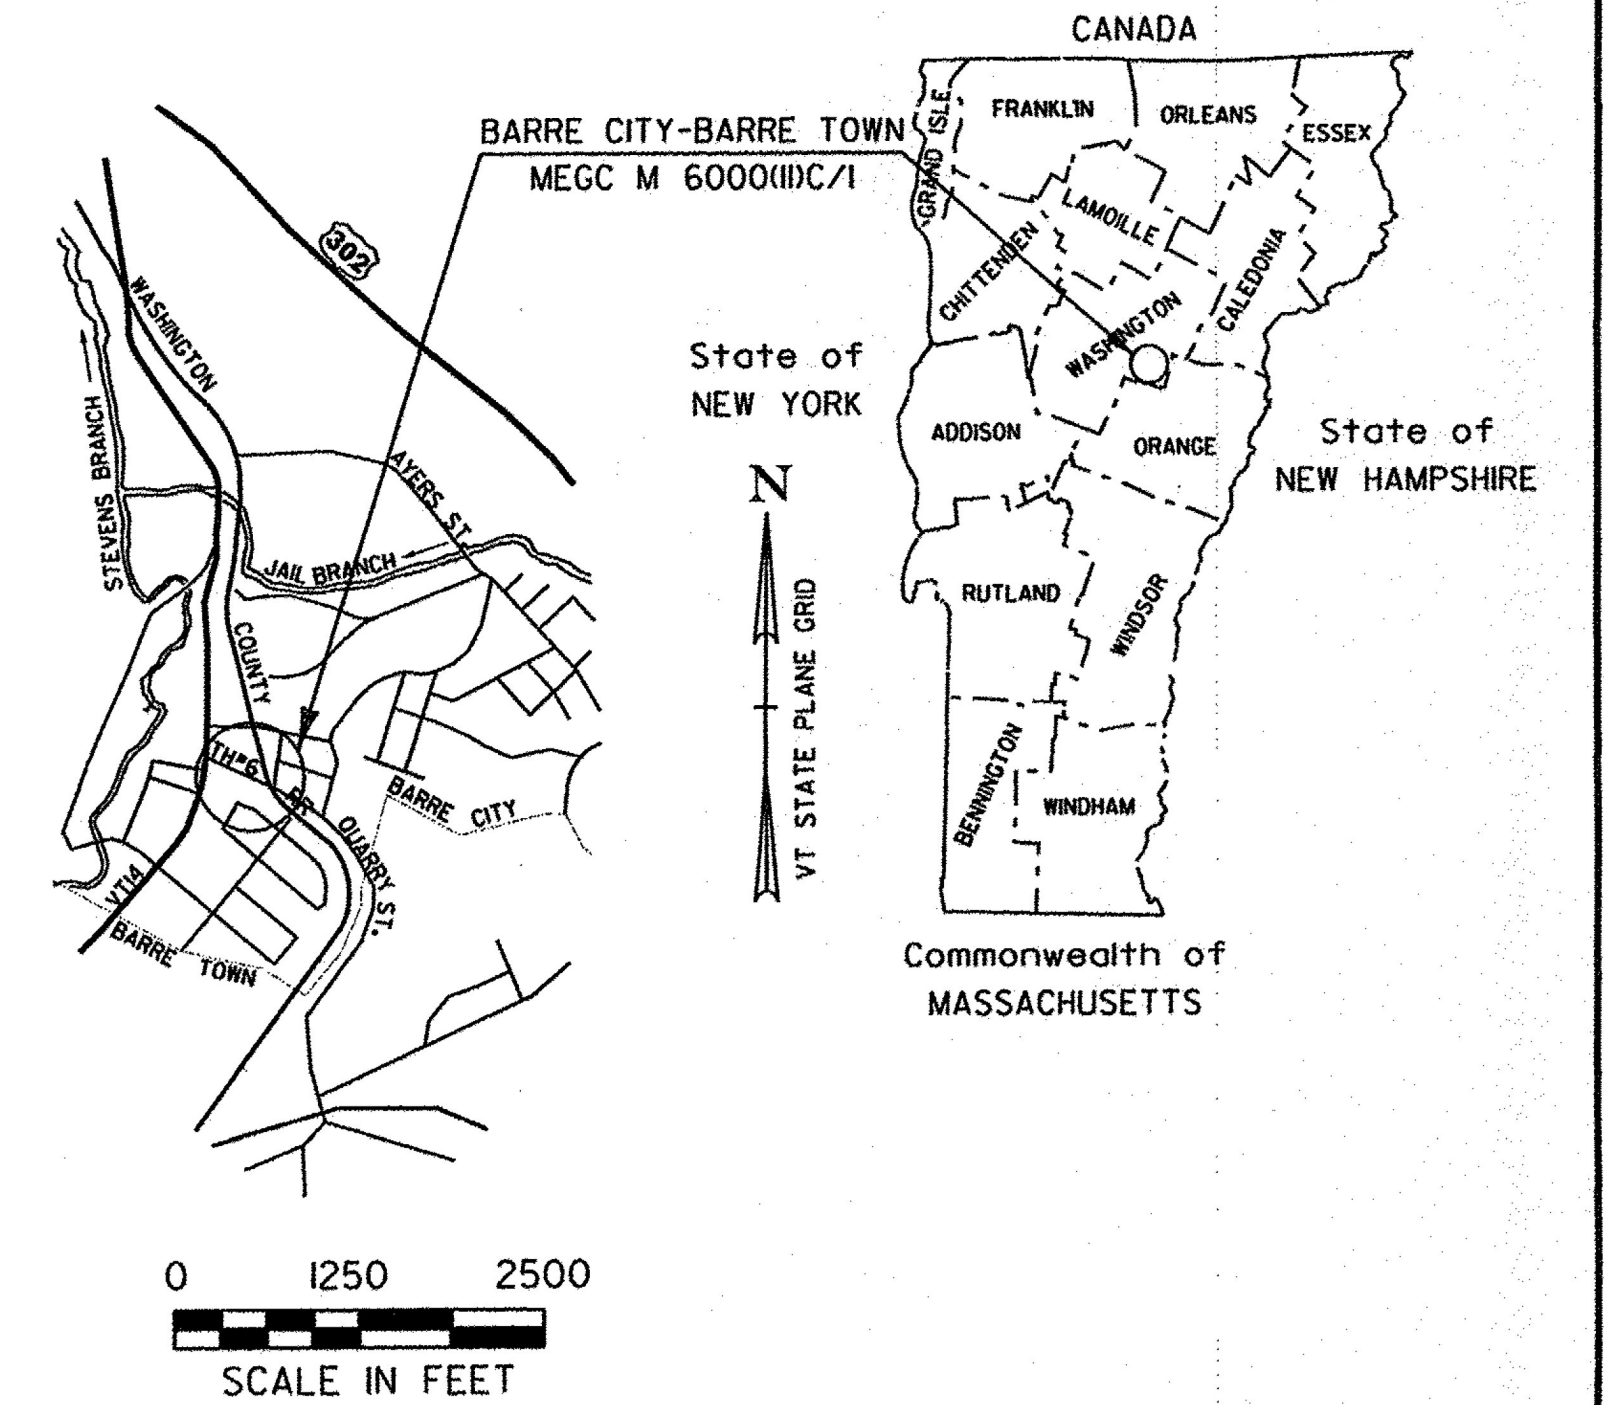 CANADA
BARRE CITY-BARRE TOWN
MEGC M 6000(11)C/1
GRAND ISLE
FRANKLIN
ORLEANS
ESSEX
LAMOILLE
CHITTENDEN
CALEDONIA
WASHINGTON
ADDISON
ORANGE
RUTLAND
WINDSOR
BENNINGTON
WINDHAM
State of
NEW YORK
State of
NEW HAMPSHIRE
Commonwealth of
MASSACHUSETTS
N
VT STATE PLANE GRID
302
WASHINGTON
STEVENS BRANCH
AYERS ST.
JAIL BRANCH
COUNTY
TH#6
RR
QUARRY ST.
BARRE CITY
VT14
BARRE TOWN
0 1250 2500
SCALE IN FEET